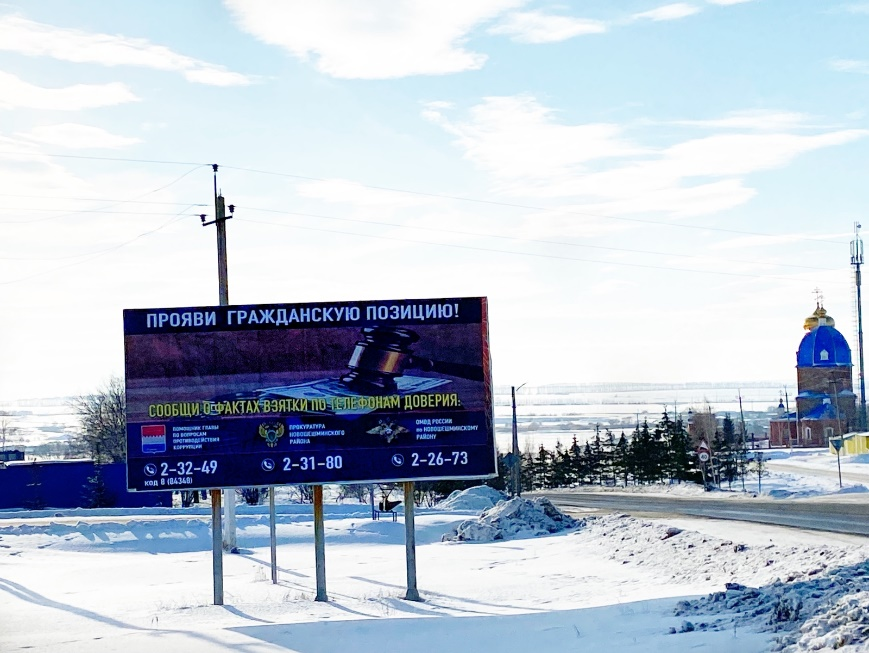 ПРОЯВИ ГРАЖДАНСКУЮ ПОЗИЦИЮ!
СООБЩИ О ФАКТАХ ВЗЯТКИ ПО ТЕЛЕФОНАМ ДОВЕРИЯ:
ПОМОЩНИК ГЛАВЫ
ПО ВОПРОСАМ
ПРОТИВОДЕЙСТВИЯ
КОРРУПЦИИ
2-32-49
КОД 8 (84348)
ПРОКУРАТУРА
НОВОШЕШМИНСКОГО
РАЙОНА
2-31-80
ОМВД РОССИИ
по НОВОШЕШМИНСКОМУ
РАЙОНУ
2-26-73